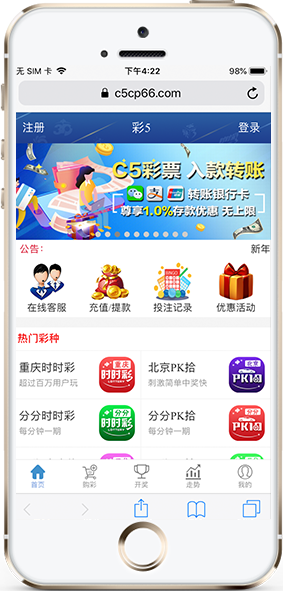 无 SIM 卡 下午4:22 98%
c5cp66.com
注册 彩5 登录
C5彩票 入款转账
转账银行卡
尊享1.0%存款优惠 无上限
公告： 新年
在线客服 充值/提款 投注记录 优惠活动
热门彩种
重庆时时彩 重庆 时时彩 LOTTERY 北京PK拾 北京 PK拾
超过百万用户玩 刺激简单中奖快
分分时时彩 分分 时时彩 LOTTERY 分分PK拾 分分 PK拾
每分钟一期 每分钟一期
首页 购彩 开奖 走势 我的